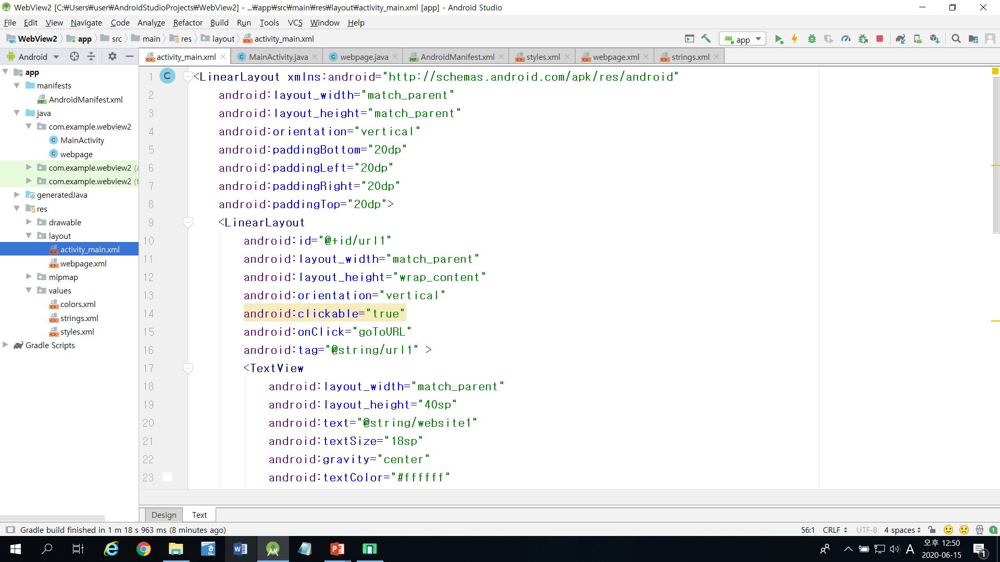 WebView2 [C:₩Users₩user₩AndroidStudioProjects₩WebView2] - ...₩app₩src₩main₩res₩layout₩activity_main.xml [app] - Android Studio
File Edit View Navigate Code Analyze Refactor Build Run Tools VCS Window Help
WebView2 app src main res layout activity_main.xml
app
Android
activity_main.xml MainActivity.java webpage.java AndroidManifest.xml styles.xml webpage.xml strings.xml
app
manifests
AndroidManifest.xml
java
com.example.webview2
MainActivity
webpage
com.example.webview2 (a
com.example.webview2 (t
generatedJava
res
drawable
layout
activity_main.xml
webpage.xml
mipmap
values
colors.xml
strings.xml
styles.xml
Gradle Scripts
1 <LinearLayout xmlns:android="http://schemas.android.com/apk/res/android"
2 android:layout_width="match_parent"
3 android:layout_height="match_parent"
4 android:orientation="vertical"
5 android:paddingBottom="20dp"
6 android:paddingLeft="20dp"
7 android:paddingRight="20dp"
8 android:paddingTop="20dp">
9 <LinearLayout
10 android:id="@+id/url1"
11 android:layout_width="match_parent"
12 android:layout_height="wrap_content"
13 android:orientation="vertical"
14 android:clickable="true"
15 android:onClick="goToURL"
16 android:tag="@string/url1" >
17 <TextView
18 android:layout_width="match_parent"
19 android:layout_height="40sp"
20 android:text="@string/website1"
21 android:textSize="18sp"
22 android:gravity="center"
23 android:textColor="#ffffff"
Design Text
Gradle build finished in 1 m 18 s 963 ms (8 minutes ago)
56:1 CRLF UTF-8 4 spaces 1
A 오후 12:50
2020-06-15
1